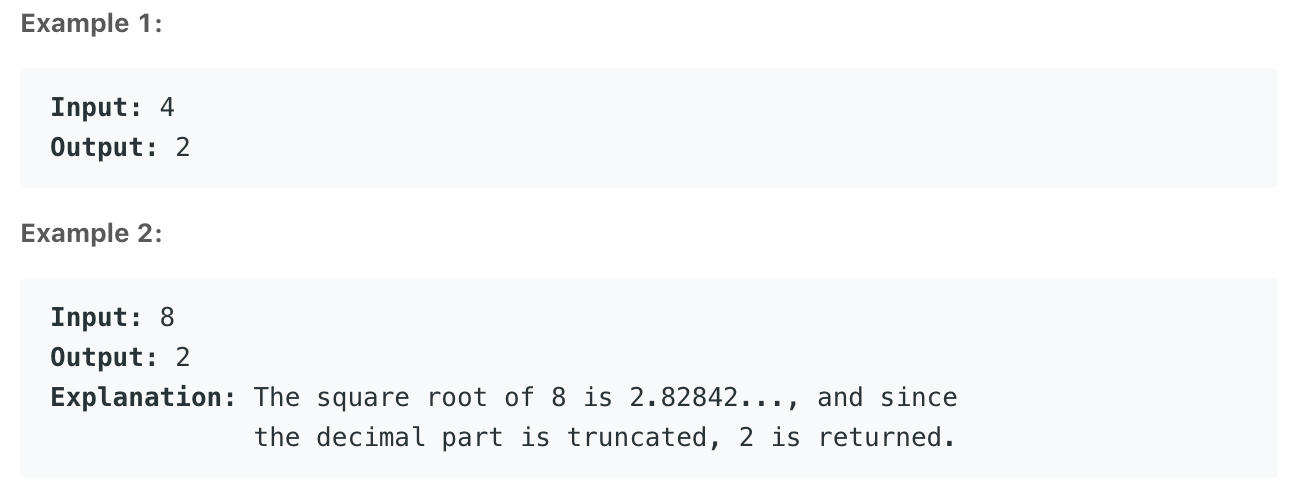 Example 1:
Input: 4
Output: 2
Example 2:
Input: 8
Output: 2
Explanation: The square root of 8 is 2.82842..., and since
the decimal part is truncated, 2 is returned.